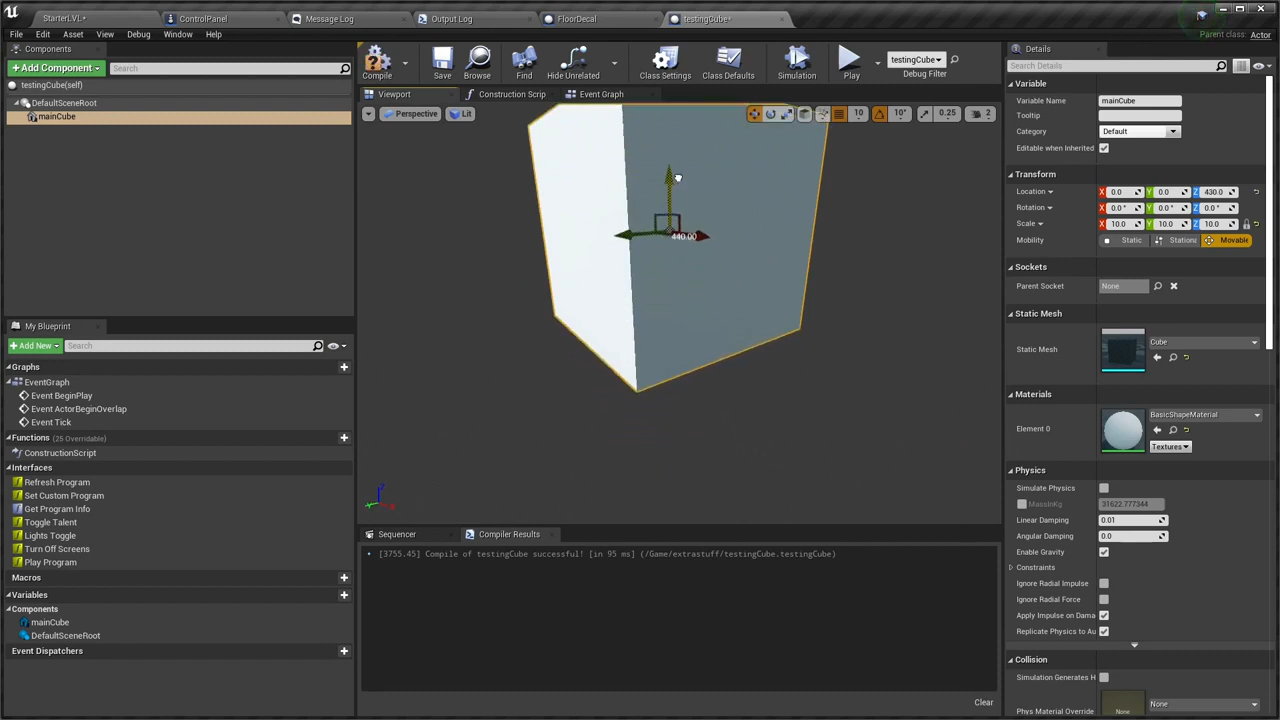 StarterLVL*
ControlPanel
Message Log
Output Log
FloorDecal
testingCube*
File Edit Asset View Debug Window Help
Parent class: Actor
Components
+ Add Component
Search
testingCube(self)
DefaultSceneRoot
mainCube
Compile
Save
Browse
Find
Hide Unrelated
Class Settings
Class Defaults
Simulation
Play
testingCube
Debug Filter
Viewport
Construction Scrip
Event Graph
Perspective
Lit
10
10°
0.25
2
440.00
My Blueprint
+ Add New
Search
Graphs
EventGraph
Event BeginPlay
Event ActorBeginOverlap
Event Tick
Functions (25 Overridable)
ConstructionScript
Interfaces
Refresh Program
Set Custom Program
Get Program Info
Toggle Talent
Lights Toggle
Turn Off Screens
Play Program
Macros
Variables
Components
mainCube
DefaultSceneRoot
Event Dispatchers
Sequencer
Compiler Results
[3755.45] Compile of testingCube successful! [in 95 ms] (/Game/extrastuff/testingCube.testingCube)
Clear
Details
Search Details
Variable
Variable Name mainCube
Tooltip
Category Default
Editable when Inherited
Transform
Location X 0.0 Y 0.0 Z 430.0
Rotation X 0.0 ° Y 0.0 ° Z 0.0 °
Scale X 10.0 Y 10.0 Z 10.0
Mobility Static Stationa Movable
Sockets
Parent Socket None
Static Mesh
Static Mesh Cube
Materials
Element 0 BasicShapeMaterial
Textures
Physics
Simulate Physics
MassInKg 31622.777344
Linear Damping 0.01
Angular Damping 0.0
Enable Gravity
Constraints
Ignore Radial Impulse
Ignore Radial Force
Apply Impulse on Dama
Replicate Physics to Au
Collision
Simulation Generates H
Phys Material Override None
None